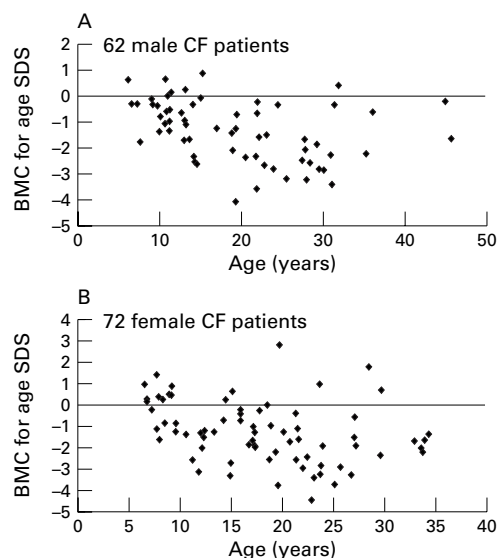 A
62 male CF patients
2
1
0
–1
–2
–3
–4
–5
BMC for age SDS
0 10 20 30 40 50
Age (years)
B
72 female CF patients
4
3
2
1
0
–1
–2
–3
–4
–5
BMC for age SDS
0 5 10 15 20 25 30 35 40
Age (years)